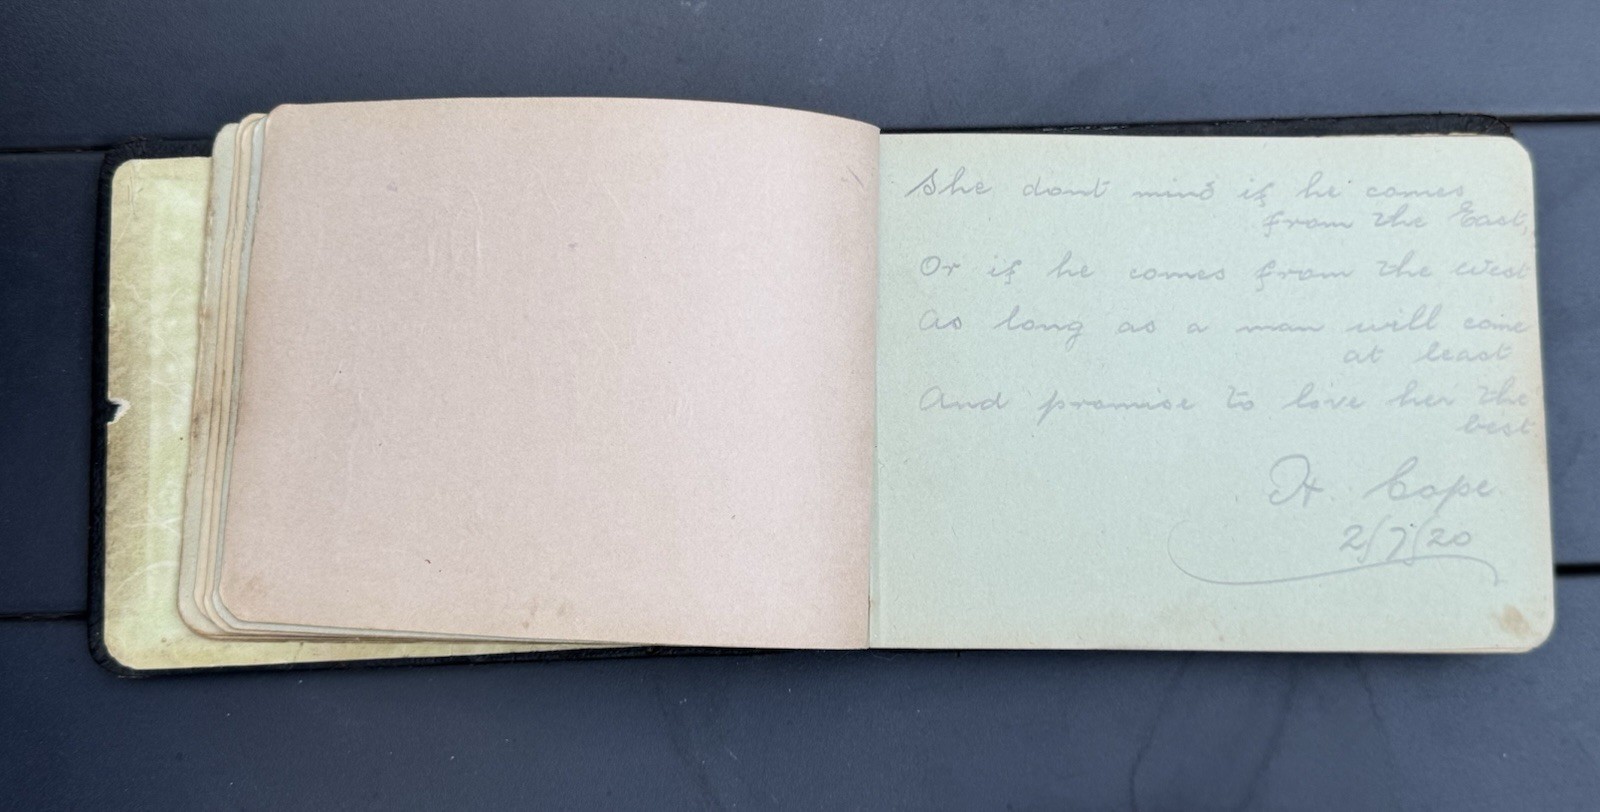 She dont mind if he comes
from the East,
Or if he comes from the West
As long as a man will come
at least
And promise to love her the
best
H. Cope.
2/7/20